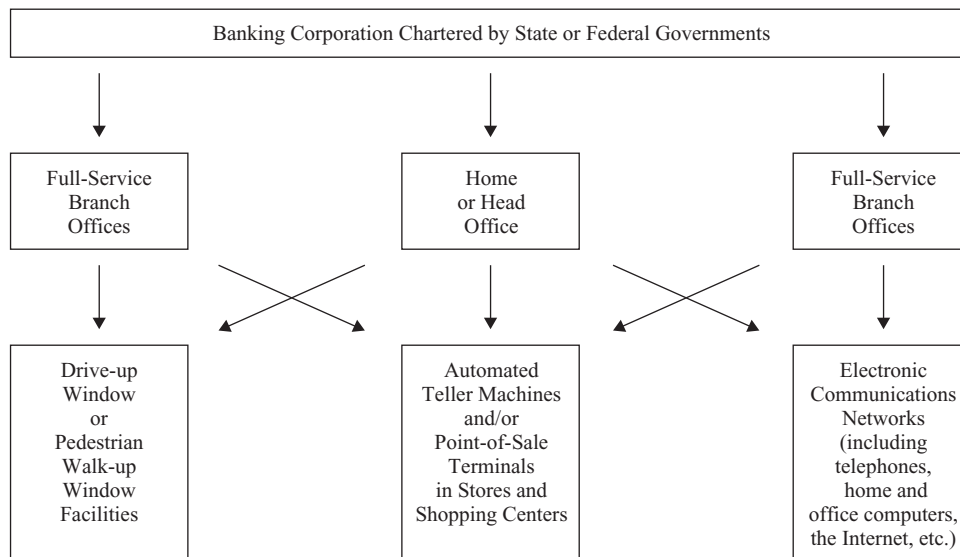 Banking Corporation Chartered by State or Federal Governments
Full-Service
Branch
Offices
Home
or Head
Office
Full-Service
Branch
Offices
Drive-up
Window
or
Pedestrian
Walk-up
Window
Facilities
Automated
Teller Machines
and/or
Point-of-Sale
Terminals
in Stores and
Shopping Centers
Electronic
Communications
Networks
(including
telephones,
home and
office computers,
the Internet, etc.)